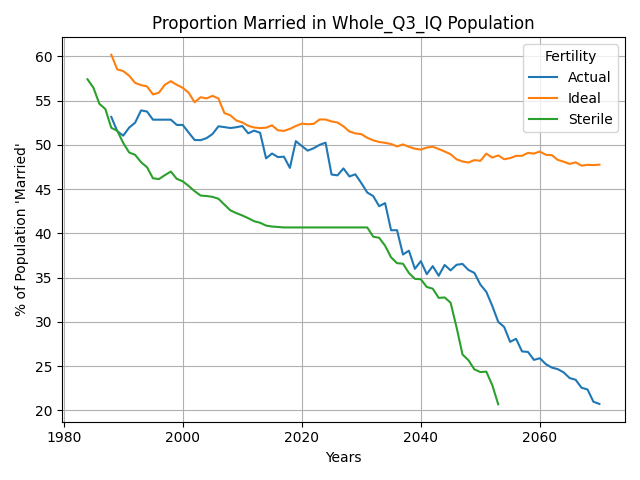 Proportion Married in Whole_Q3_IQ Population
% of Population 'Married'
60
55
50
45
40
35
30
25
20
Fertility
Actual
Ideal
Sterile
1980
2000
2020
2040
2060
Years